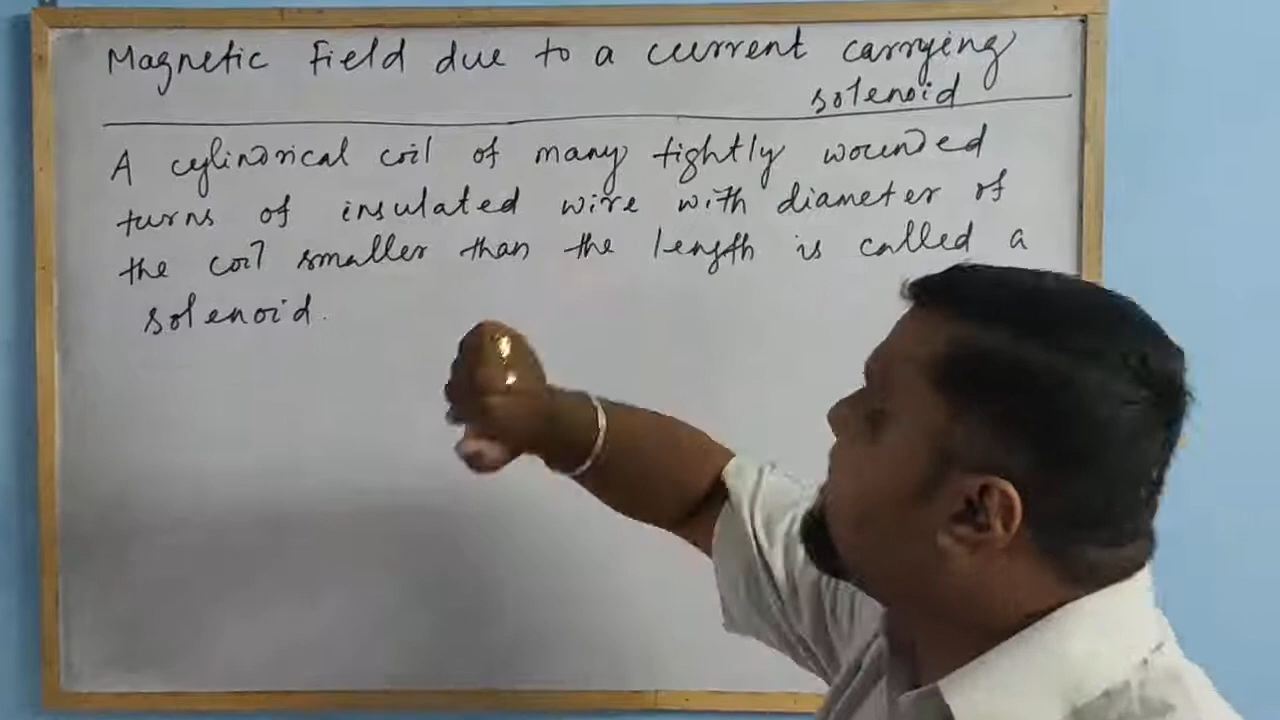 Magnetic Field due to a current carrying
solenoid
A cylindrical coil of many tightly wounded
turns of insulated wire with diameter of
the coil smaller than the length is called a
solenoid.